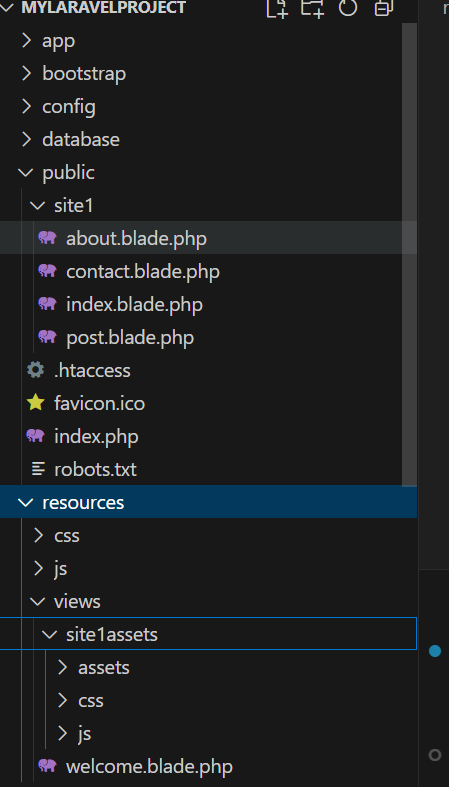 MYLARAVELPROJECT
app
bootstrap
config
database
public
site1
about.blade.php
contact.blade.php
index.blade.php
post.blade.php
.htaccess
favicon.ico
index.php
robots.txt
resources
css
js
views
site1assets
assets
css
js
welcome.blade.php